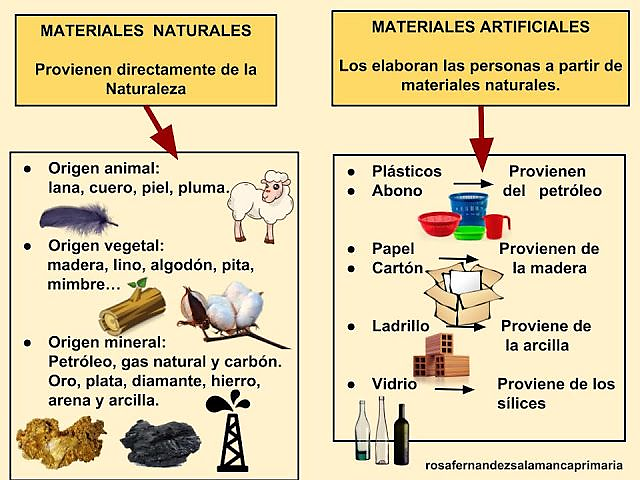 MATERIALES NATURALES
Provienen directamente de la
Naturaleza
MATERIALES ARTIFICIALES
Los elaboran las personas a partir de
materiales naturales.
● Origen animal:
lana, cuero, piel, pluma.
● Origen vegetal:
madera, lino, algodón, pita,
mimbre…
● Origen mineral:
Petróleo, gas natural y carbón.
Oro, plata, diamante, hierro,
arena y arcilla.
● Plásticos Provienen
● Abono del petróleo
● Papel Provienen de
● Cartón la madera
● Ladrillo Proviene de
la arcilla
● Vidrio Proviene de los
sílices
rosafernandezsalamancaprimaria